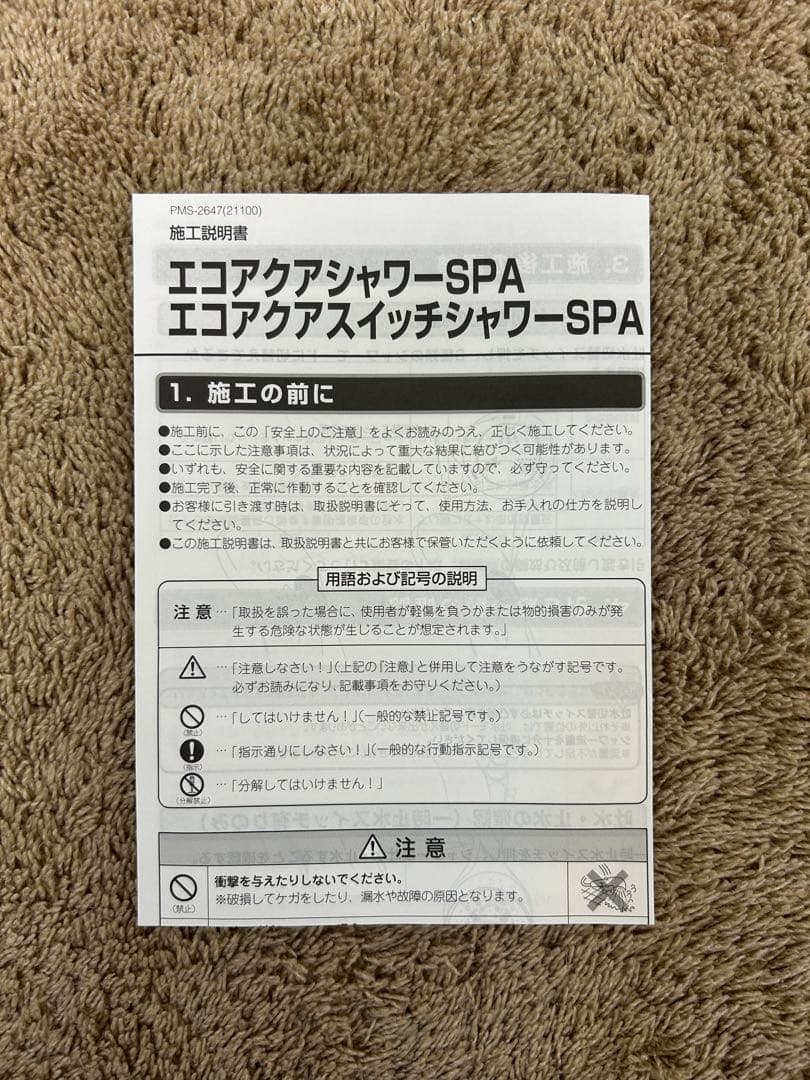 PMS-2647(21100)
施工説明書
エコアクアシャワーSPA
エコアクアスイッチシャワーSPA
1. 施工の前に
●施工前に、この「安全上のご注意」をよくお読みのうえ、正しく施工してください。
●ここに示した注意事項は、状況によって重大な結果に結びつく可能性があります。
●いずれも、安全に関する重要な内容を記載していますので、必ず守ってください。
●施工完了後、正常に作動することを確認してください。
●お客様に引き渡す時は、取扱説明書にそって、使用方法、お手入れの仕方を説明し
てください。
●この施工説明書は、取扱説明書と共にお客様で保管いただくように依頼してください。
用語および記号の説明
注意…「取扱を誤った場合に、使用者が軽傷を負うかまたは物的損害のみが発
生する危険な状態が生じることが想定されます。」
…「注意しなさい！」（上記の『注意』と併用して注意をうながす記号です。
必ずお読みになり、記載事項をお守りください。）
…「してはいけません！」（一般的な禁止記号です。）
（禁止）
…「指示通りにしなさい！」（一般的な行動指示記号です。）
（指示）
…「分解してはいけません！」
（分解禁止）
注意
衝撃を与えたりしないでください。
※破損してケガをしたり、漏水や故障の原因となります。
（禁止）